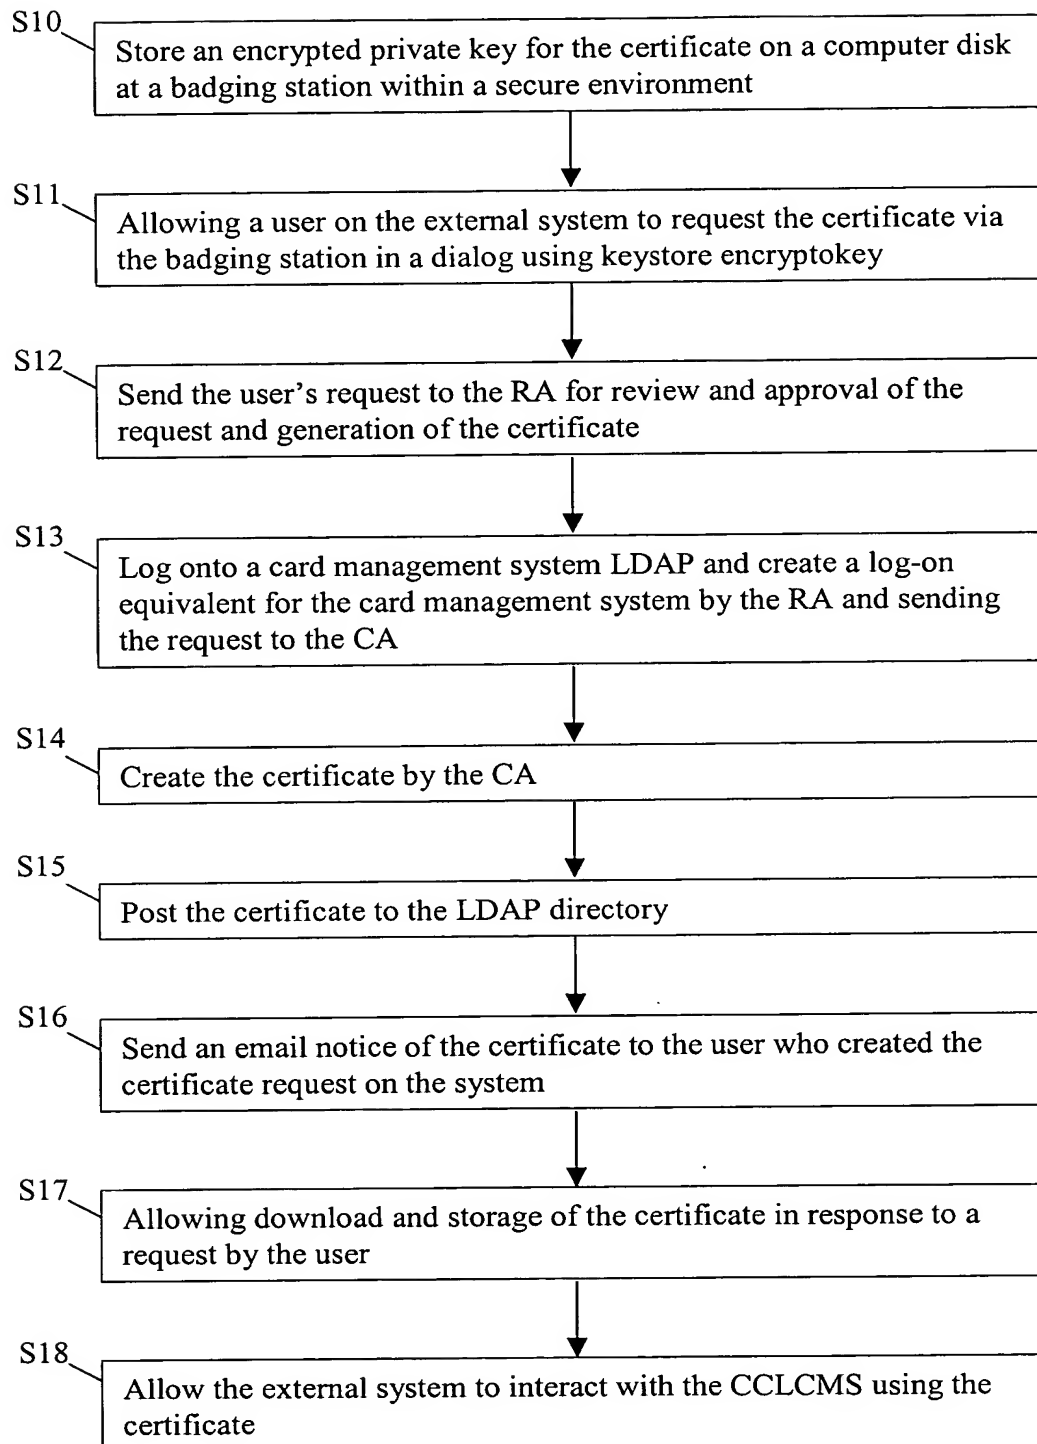 S10
Store an encrypted private key for the certificate on a computer disk
at a badging station within a secure environment
S11
Allowing a user on the external system to request the certificate via
the badging station in a dialog using keystore encryptokey
S12
Send the user's request to the RA for review and approval of the
request and generation of the certificate
S13
Log onto a card management system LDAP and create a log-on
equivalent for the card management system by the RA and sending
the request to the CA
S14
Create the certificate by the CA
S15
Post the certificate to the LDAP directory
S16
Send an email notice of the certificate to the user who created the
certificate request on the system
S17
Allowing download and storage of the certificate in response to a
request by the user
S18
Allow the external system to interact with the CCLCMS using the
certificate